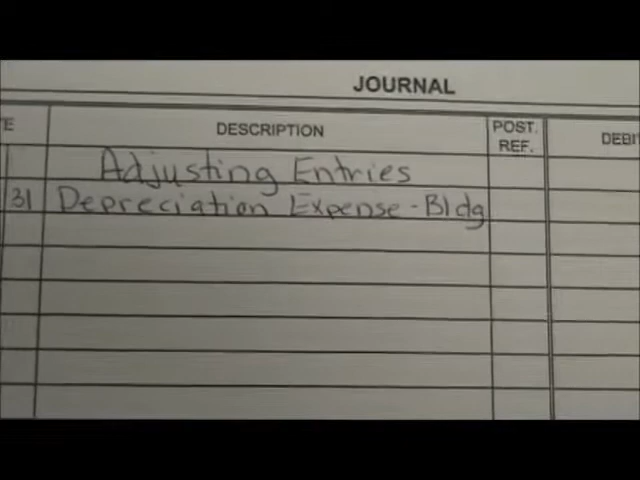 JOURNAL
E DESCRIPTION POST. REF. DEBI
Adjusting Entries
31 Depreciation Expense - Bldg